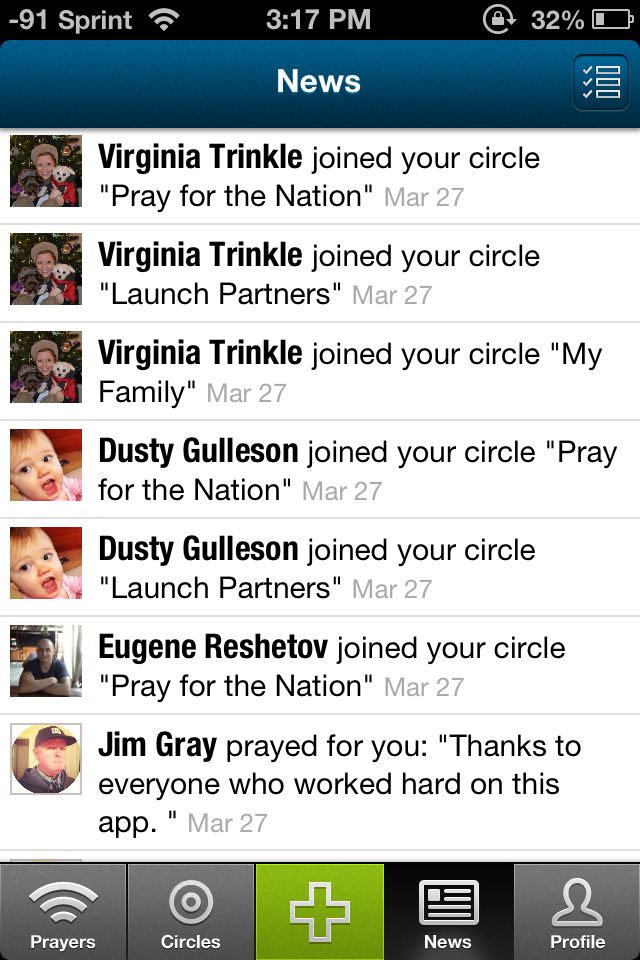 -91 Sprint 3:17 PM 32%
News
Virginia Trinkle joined your circle
"Pray for the Nation" Mar 27
Virginia Trinkle joined your circle
"Launch Partners" Mar 27
Virginia Trinkle joined your circle "My
Family" Mar 27
Dusty Gulleson joined your circle "Pray
for the Nation" Mar 27
Dusty Gulleson joined your circle
"Launch Partners" Mar 27
Eugene Reshetov joined your circle
"Pray for the Nation" Mar 27
Jim Gray prayed for you: "Thanks to
everyone who worked hard on this
app. " Mar 27
Prayers Circles News Profile